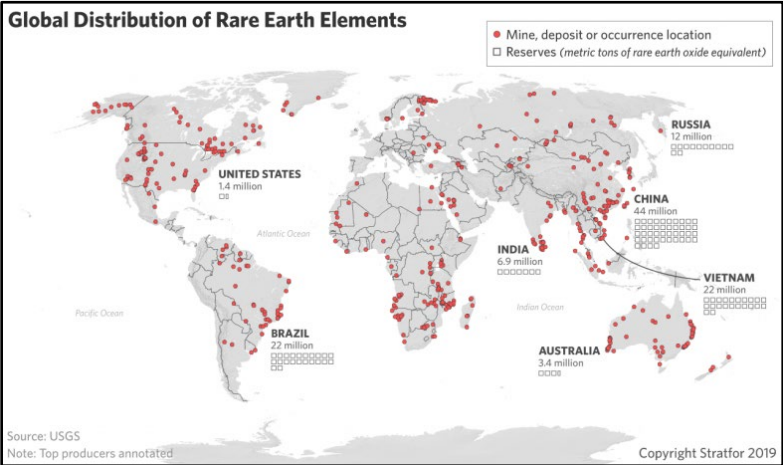 Global Distribution of Rare Earth Elements
Mine, deposit or occurrence location
Reserves (metric tons of rare earth oxide equivalent)
RUSSIA
12 million
UNITED STATES
1.4 million
CHINA
44 million
Atlantic Ocean
INDIA
6.9 million
VIETNAM
22 million
Pacific Ocean
Indian Ocean
BRAZIL
22 million
AUSTRALIA
3.4 million
Source: USGS
Note: Top producers annotated
Copyright Stratfor 2019